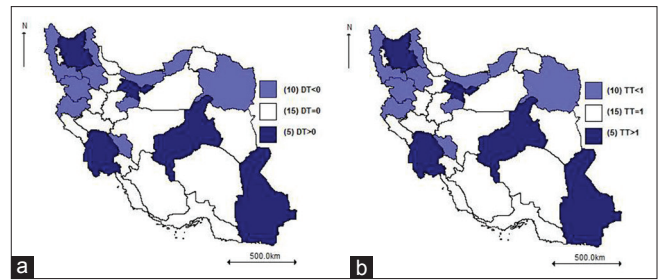 N
(10) DT<0
(15) DT=0
(5) DT>0
500.0km
a
N
(10) TT<1
(15) TT=1
(5) TT>1
500.0km
b